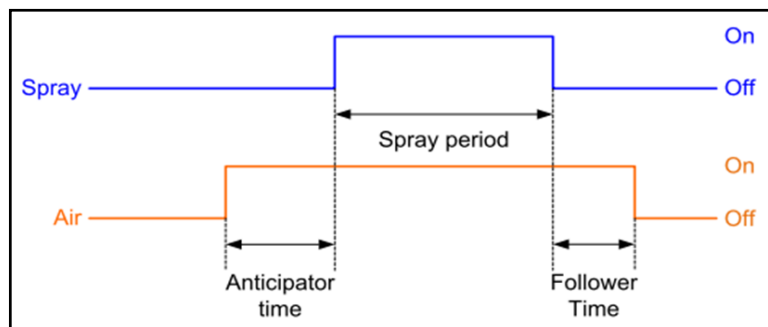 On
Spray
Off
Spray period
On
Air
Off
Anticipator
time
Follower
Time